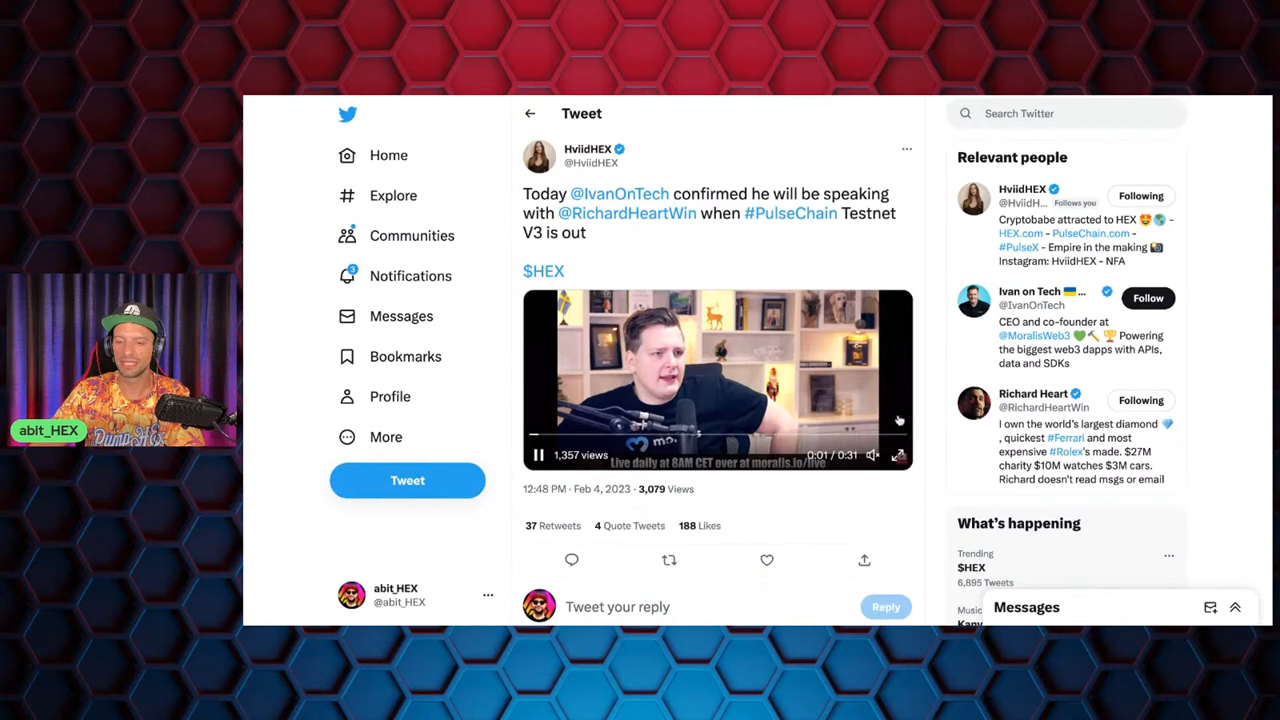 abit_HEX
PUMP
Home
Explore
Communities
3
Notifications
Messages
Bookmarks
Profile
More
Tweet
abit_HEX
@abit_HEX
Tweet
HviidHEX
@HviidHEX
Today @IvanOnTech confirmed he will be speaking
with @RichardHeartWin when #PulseChain Testnet
V3 is out
$HEX
mo.
1,357 views
0:01 / 0:31
Live daily at 8AM CET over at moralis.io/live
12:48 PM · Feb 4, 2023 · 3,079 Views
37 Retweets 4 Quote Tweets 188 Likes
Tweet your reply
Reply
Search Twitter
Relevant people
HviidHEX
@HviidH... Follows you
Following
Cryptobabe attracted to HEX 🤩🌎 -
HEX.com - PulseChain.com -
#PulseX - Empire in the making 📸
Instagram: HviidHEX - NFA
Ivan on Tech 🇺🇦...
@IvanOnTech
Follow
CEO and co-founder at
@MoralisWeb3 💚🔨 🏆 Powering
the biggest web3 dapps with APIs,
data and SDKs
Richard Heart
@RichardHeartWin
Following
I own the world's largest diamond 💎
, quickest #Ferrari and most
expensive #Rolex's made. $27M
charity $10M watches $3M cars.
Richard doesn't read msgs or email
What's happening
Trending
$HEX
6,895 Tweets
Messages